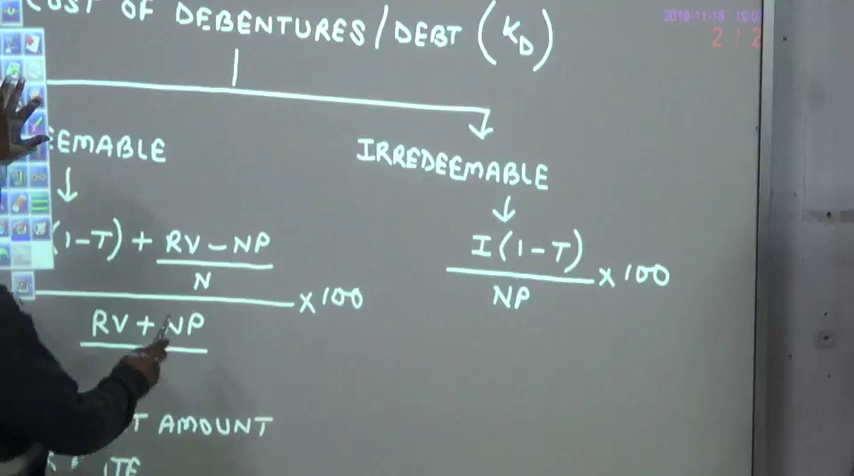 COST OF DEBENTURES/DEBT (KD)
2018-11-18 19:0
2 / 2
EEMABLE
IRREDEEMABLE
(1-T) + RV-NP
N
RV+NP
×100
I(1-T)
NP
×100
T AMOUNT